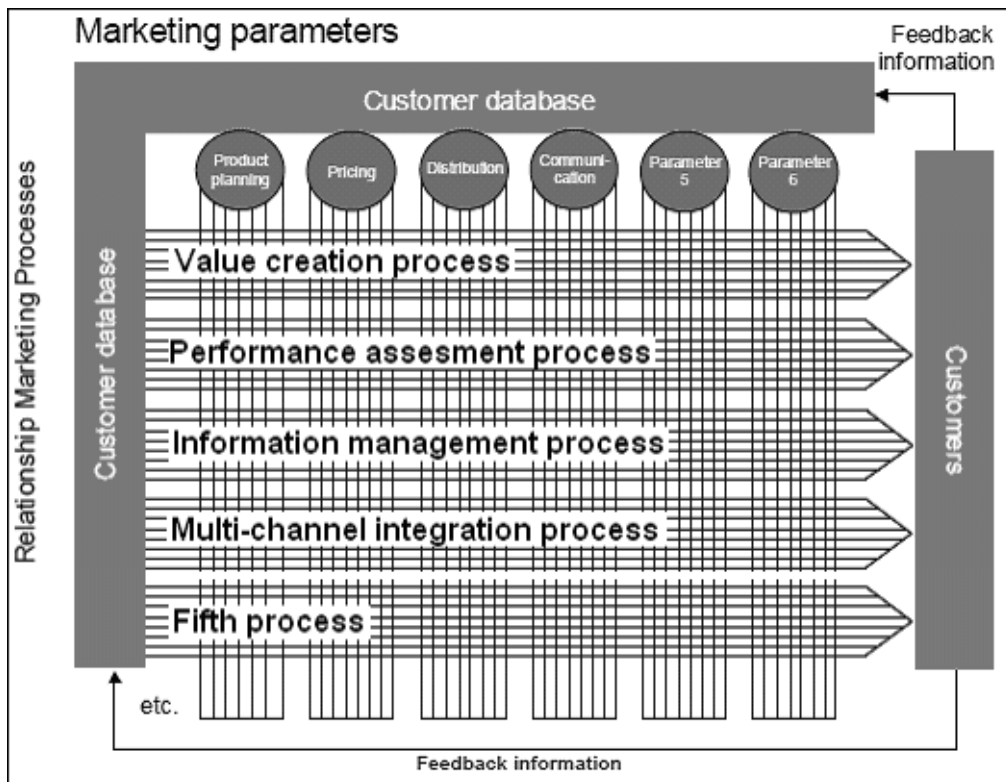 Marketing parameters
Feedback
information
Customer database
Product
planning
Pricing
Distribution
Communi-
cation
Parameter
5
Parameter
6
Relationship Marketing Processes
Customer database
Value creation process
Performance assesment process
Information management process
Multi-channel integration process
Fifth process
Customers
etc.
Feedback information